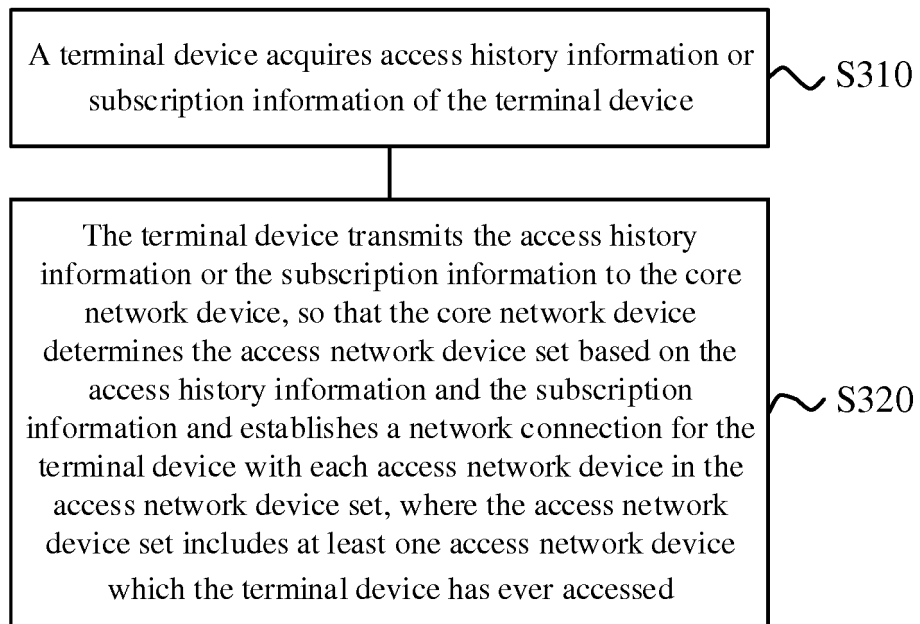 A terminal device acquires access history information or
subscription information of the terminal device
S310
The terminal device transmits the access history
information or the subscription information to the core
network device, so that the core network device
determines the access network device set based on the
access history information and the subscription
information and establishes a network connection for the
terminal device with each access network device in the
access network device set, where the access network
device set includes at least one access network device
which the terminal device has ever accessed
S320